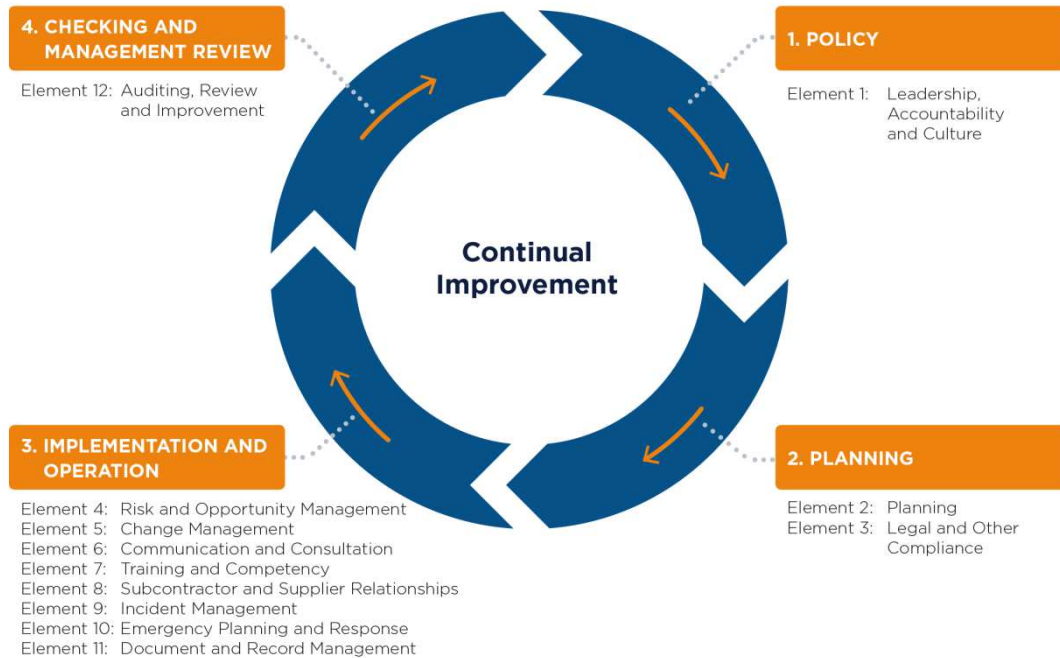 4. CHECKING AND
MANAGEMENT REVIEW
Element 12: Auditing, Review
and Improvement
1. POLICY
Element 1: Leadership,
Accountability
and Culture
Continual
Improvement
3. IMPLEMENTATION AND
OPERATION
Element 4: Risk and Opportunity Management
Element 5: Change Management
Element 6: Communication and Consultation
Element 7: Training and Competency
Element 8: Subcontractor and Supplier Relationships
Element 9: Incident Management
Element 10: Emergency Planning and Response
Element 11: Document and Record Management
2. PLANNING
Element 2: Planning
Element 3: Legal and Other
Compliance